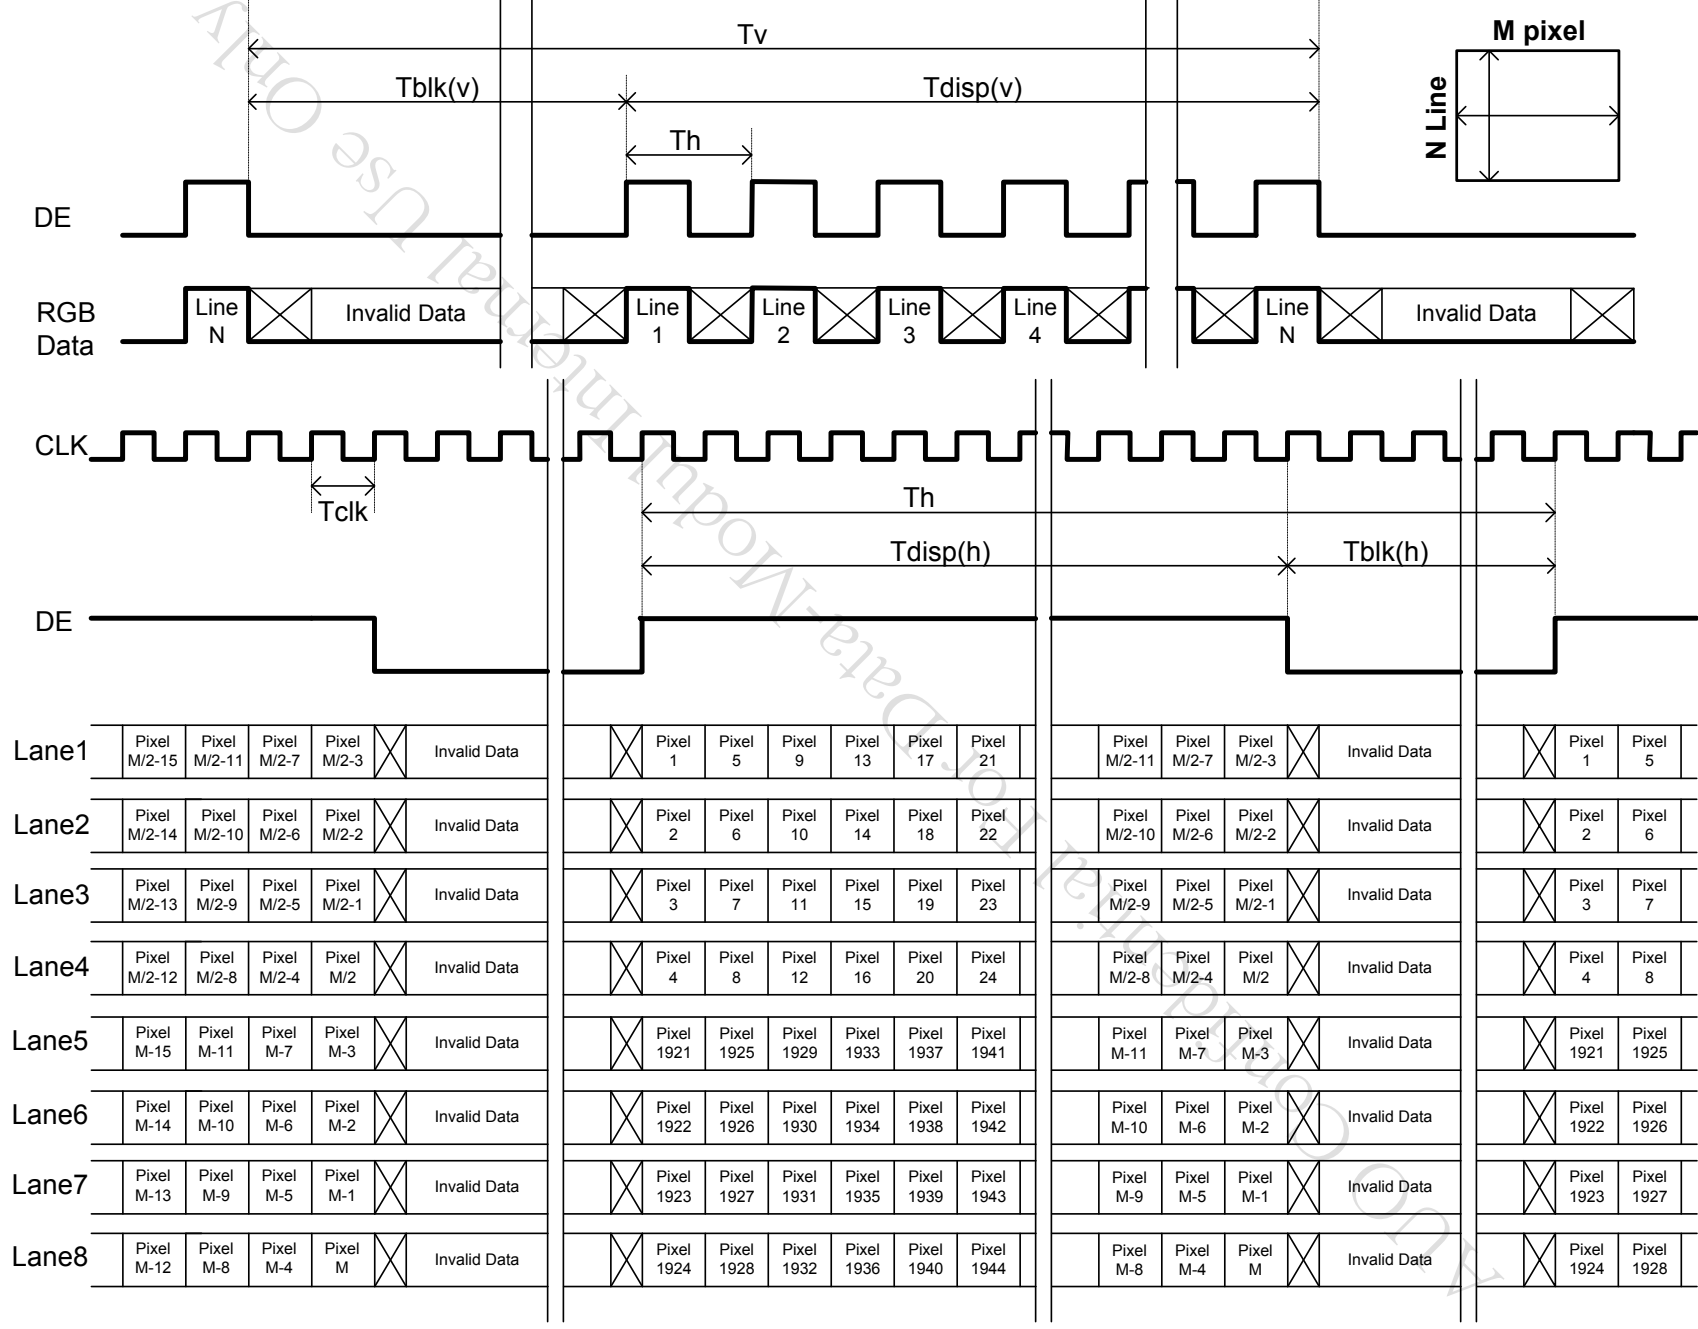 Tv
M pixel
Tblk(v)
Tdisp(v)
N Line
Th
DE
RGB
Data
Line
N
Invalid Data
Line
1
Line
2
Line
3
Line
4
Line
N
Invalid Data
CLK
Tclk
Th
Tdisp(h)
Tblk(h)
DE
Lane1
Pixel M/2-15
Pixel M/2-11
Pixel M/2-7
Pixel M/2-3
Invalid Data
Pixel 1
Pixel 5
Pixel 9
Pixel 13
Pixel 17
Pixel 21
Pixel M/2-11
Pixel M/2-7
Pixel M/2-3
Invalid Data
Pixel 1
Pixel 5
Lane2
Pixel M/2-14
Pixel M/2-10
Pixel M/2-6
Pixel M/2-2
Invalid Data
Pixel 2
Pixel 6
Pixel 10
Pixel 14
Pixel 18
Pixel 22
Pixel M/2-10
Pixel M/2-6
Pixel M/2-2
Invalid Data
Pixel 2
Pixel 6
Lane3
Pixel M/2-13
Pixel M/2-9
Pixel M/2-5
Pixel M/2-1
Invalid Data
Pixel 3
Pixel 7
Pixel 11
Pixel 15
Pixel 19
Pixel 23
Pixel M/2-9
Pixel M/2-5
Pixel M/2-1
Invalid Data
Pixel 3
Pixel 7
Lane4
Pixel M/2-12
Pixel M/2-8
Pixel M/2-4
Pixel M/2
Invalid Data
Pixel 4
Pixel 8
Pixel 12
Pixel 16
Pixel 20
Pixel 24
Pixel M/2-8
Pixel M/2-4
Pixel M/2
Invalid Data
Pixel 4
Pixel 8
Lane5
Pixel M-15
Pixel M-11
Pixel M-7
Pixel M-3
Invalid Data
Pixel 1921
Pixel 1925
Pixel 1929
Pixel 1933
Pixel 1937
Pixel 1941
Pixel M-11
Pixel M-7
Pixel M-3
Invalid Data
Pixel 1921
Pixel 1925
Lane6
Pixel M-14
Pixel M-10
Pixel M-6
Pixel M-2
Invalid Data
Pixel 1922
Pixel 1926
Pixel 1930
Pixel 1934
Pixel 1938
Pixel 1942
Pixel M-10
Pixel M-6
Pixel M-2
Invalid Data
Pixel 1922
Pixel 1926
Lane7
Pixel M-13
Pixel M-9
Pixel M-5
Pixel M-1
Invalid Data
Pixel 1923
Pixel 1927
Pixel 1931
Pixel 1935
Pixel 1939
Pixel 1943
Pixel M-9
Pixel M-5
Pixel M-1
Invalid Data
Pixel 1923
Pixel 1927
Lane8
Pixel M-12
Pixel M-8
Pixel M-4
Pixel M
Invalid Data
Pixel 1924
Pixel 1928
Pixel 1932
Pixel 1936
Pixel 1940
Pixel 1944
Pixel M-8
Pixel M-4
Pixel M
Invalid Data
Pixel 1924
Pixel 1928
AUO Confidential For Data-Modul Internal Use Only